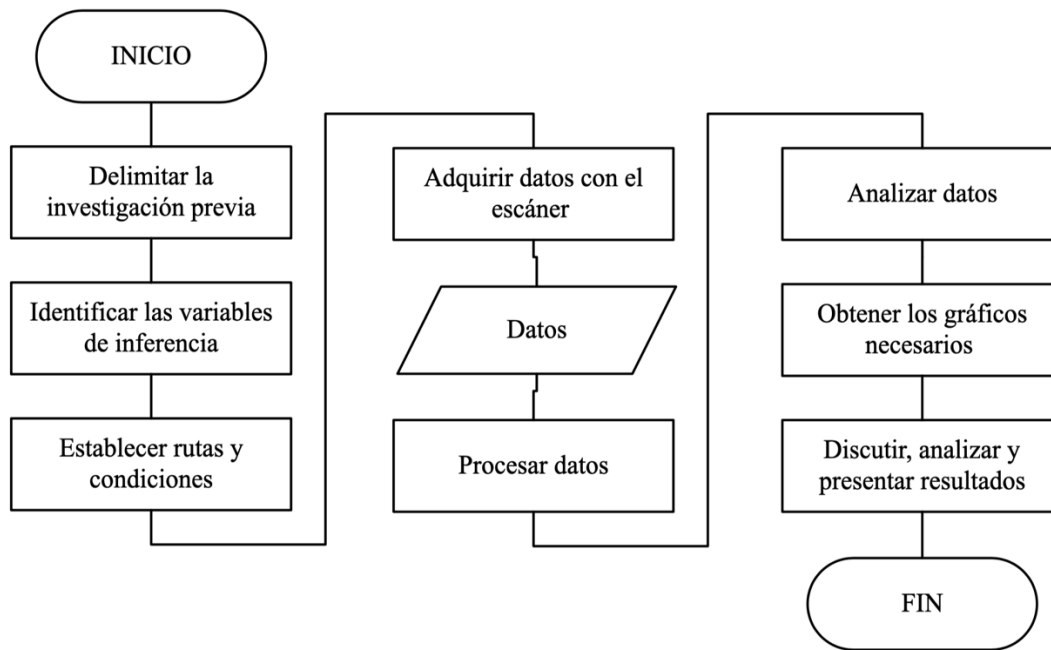 INICIO
Delimitar la
investigación previa
Identificar las variables
de inferencia
Establecer rutas y
condiciones
Adquirir datos con el
escáner
Datos
Procesar datos
Analizar datos
Obtener los gráficos
necesarios
Discutir, analizar y
presentar resultados
FIN